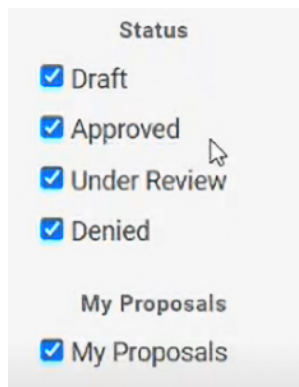 Status
Draft
Approved
Under Review
Denied
My Proposals
My Proposals